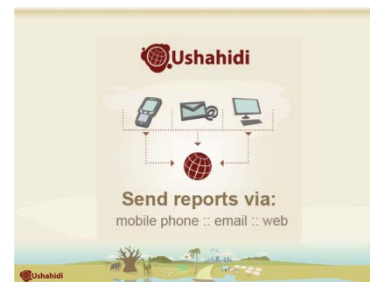 Ushahidi
@
Send reports via:
mobile phone :: email :: web
Ushahidi